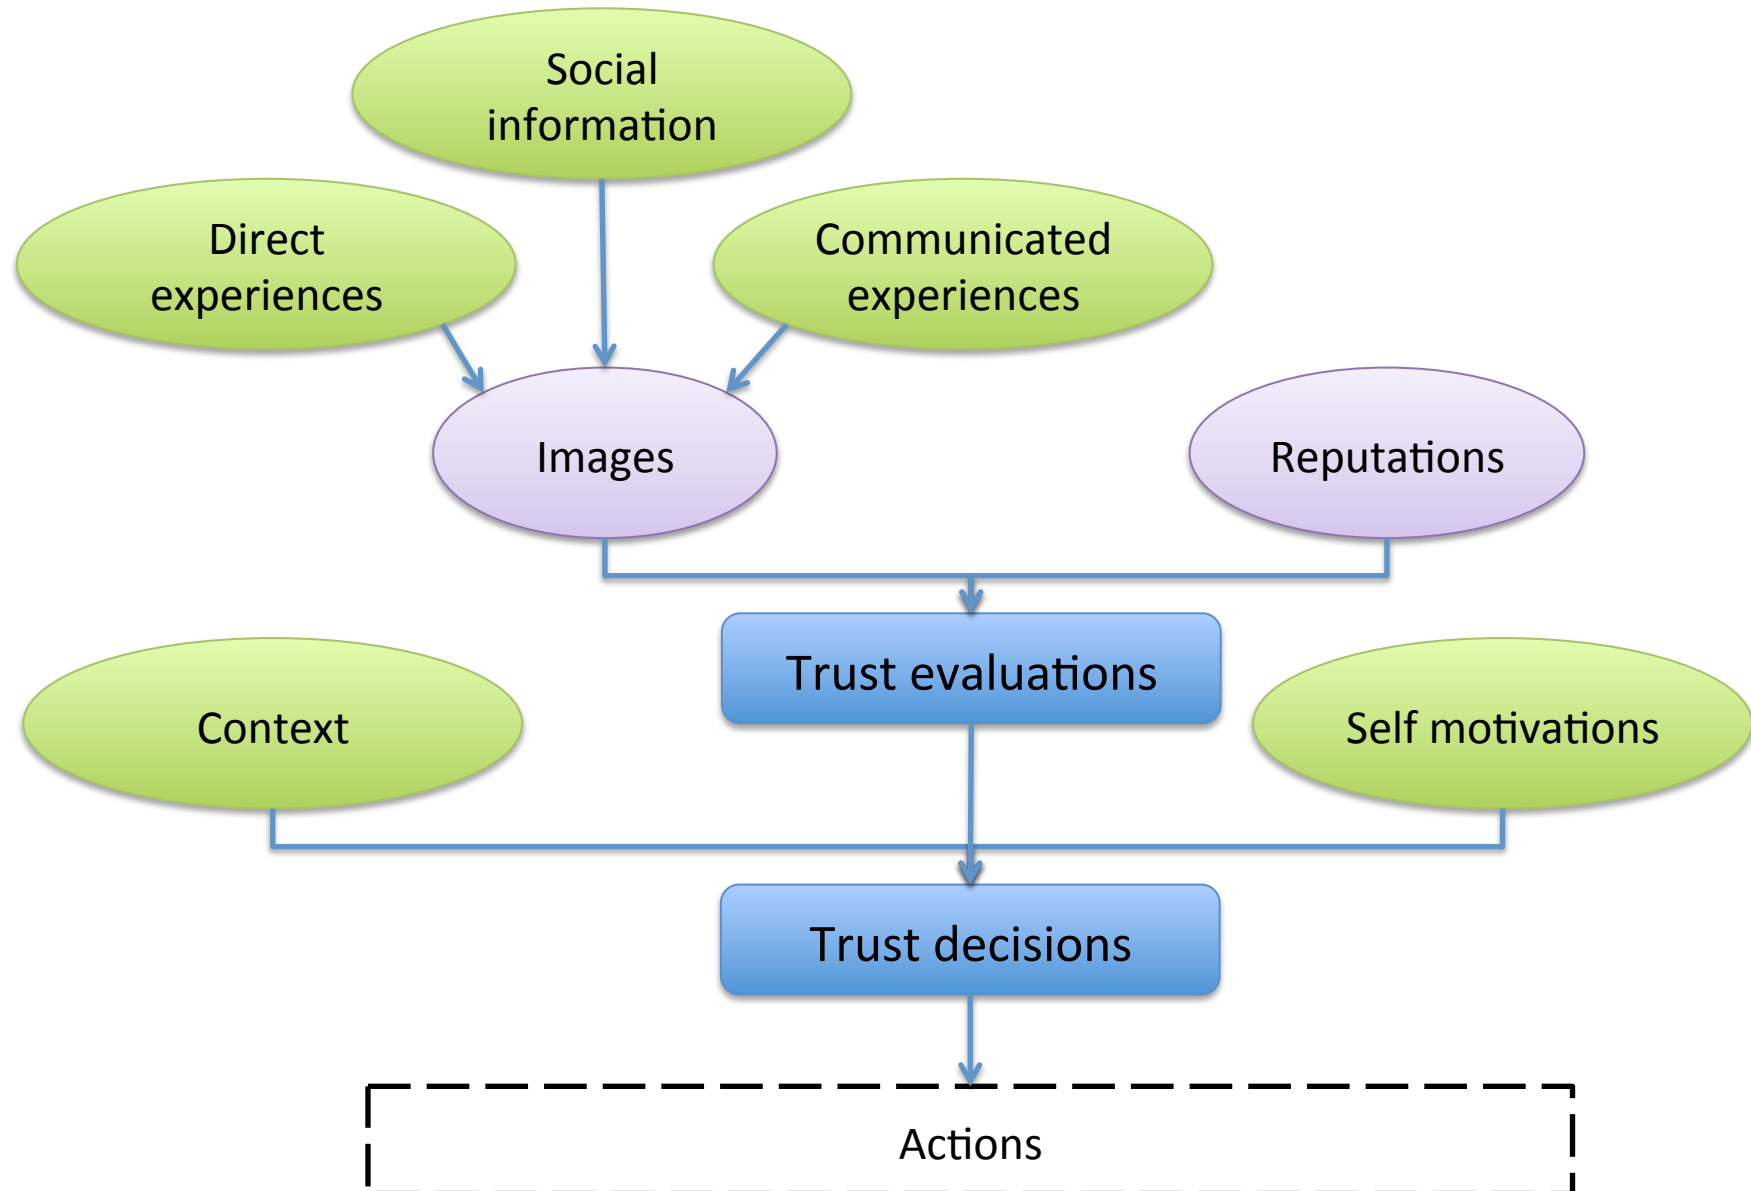 Social
information
Direct
experiences
Communicated
experiences
Images
Reputations
Trust evaluations
Context
Self motivations
Trust decisions
Actions